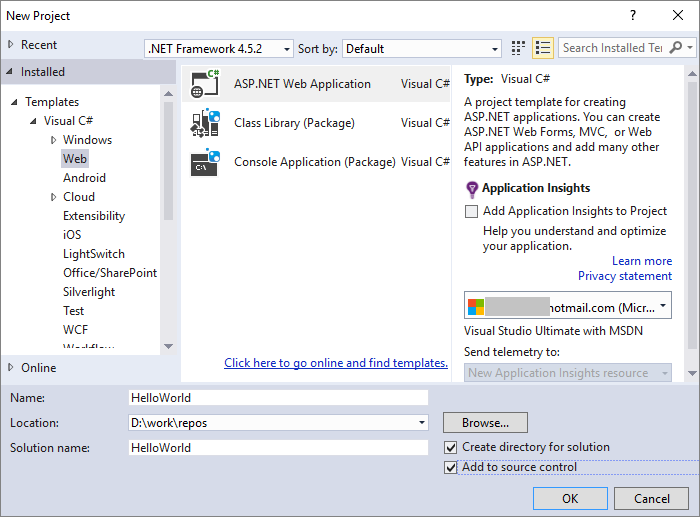 New Project
? ×
Recent
.NET Framework 4.5.2
Sort by:
Default
Search Installed Te
Installed
Templates
Visual C#
Windows
Web
Android
Cloud
Extensibility
iOS
LightSwitch
Office/SharePoint
Silverlight
Test
WCF
Workflow
Online
ASP.NET Web Application Visual C#
Class Library (Package) Visual C#
Console Application (Package) Visual C#
Click here to go online and find templates.
Type: Visual C#
A project template for creating
ASP.NET applications. You can create
ASP.NET Web Forms, MVC, or Web
API applications and add many other
features in ASP.NET.
Application Insights
Add Application Insights to Project
Help you understand and optimize
your application.
Learn more
Privacy statement
otmail.com (Micr...
Visual Studio Ultimate with MSDN
Send telemetry to:
New Application Insights resource
Name: HelloWorld
Location: D:\work\repos
Browse...
Solution name: HelloWorld
Create directory for solution
Add to source control
OK
Cancel